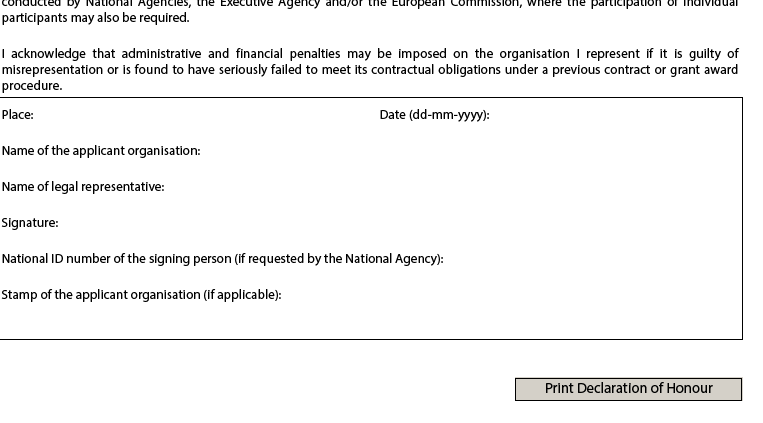 conducted by National Agencies, the Executive Agency and/or the European Commission, where the participation of individual
participants may also be required.
I acknowledge that administrative and financial penalties may be imposed on the organisation I represent if it is guilty of
misrepresentation or is found to have seriously failed to meet its contractual obligations under a previous contract or grant award
procedure.
Place: Date (dd-mm-yyyy):
Name of the applicant organisation:
Name of legal representative:
Signature:
National ID number of the signing person (if requested by the National Agency):
Stamp of the applicant organisation (if applicable):
Print Declaration of Honour